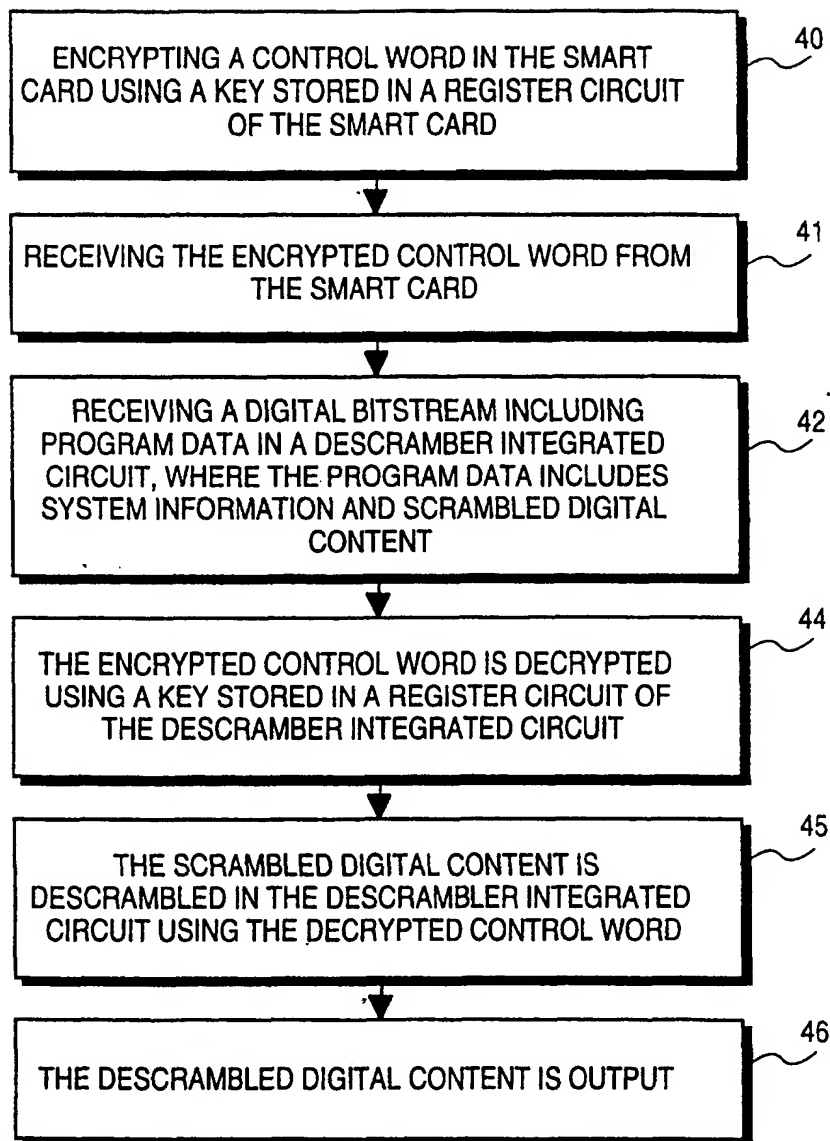 ENCRYPTING A CONTROL WORD IN THE SMART
CARD USING A KEY STORED IN A REGISTER CIRCUIT
OF THE SMART CARD
40
RECEIVING THE ENCRYPTED CONTROL WORD FROM
THE SMART CARD
41
RECEIVING A DIGITAL BITSTREAM INCLUDING
PROGRAM DATA IN A DESCRAMBER INTEGRATED
CIRCUIT, WHERE THE PROGRAM DATA INCLUDES
SYSTEM INFORMATION AND SCRAMBLED DIGITAL
CONTENT
42
THE ENCRYPTED CONTROL WORD IS DECRYPTED
USING A KEY STORED IN A REGISTER CIRCUIT OF
THE DESCRAMBER INTEGRATED CIRCUIT
44
THE SCRAMBLED DIGITAL CONTENT IS
DESCRAMBLED IN THE DESCRAMBLER INTEGRATED
CIRCUIT USING THE DECRYPTED CONTROL WORD
45
THE DESCRAMBLED DIGITAL CONTENT IS OUTPUT
46